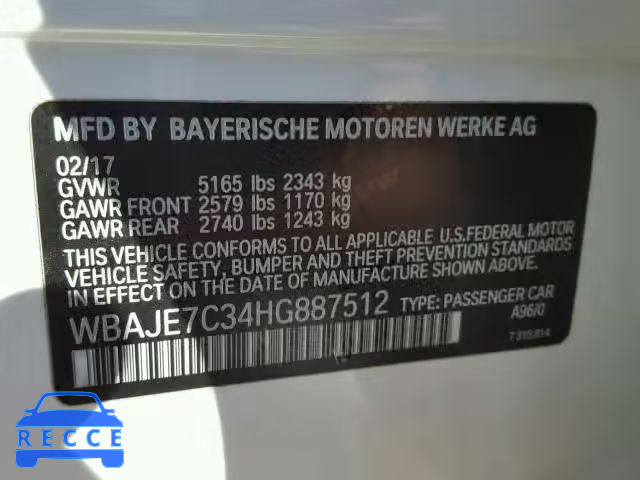 MFD BY BAYERISCHE MOTOREN WERKE AG
02/17
GVWR 5165 lbs 2343 kg
GAWR FRONT 2579 lbs 1170 kg
GAWR REAR 2740 lbs 1243 kg
THIS VEHICLE CONFORMS TO ALL APPLICABLE U.S.FEDERAL MOTOR
VEHICLE SAFETY, BUMPER AND THEFT PREVENTION STANDARDS
IN EFFECT ON THE DATE OF MANUFACTURE SHOWN ABOVE.
WBAJE7C34HG887512 TYPE: PASSENGER CAR
A96/0
7315.814
RECCE